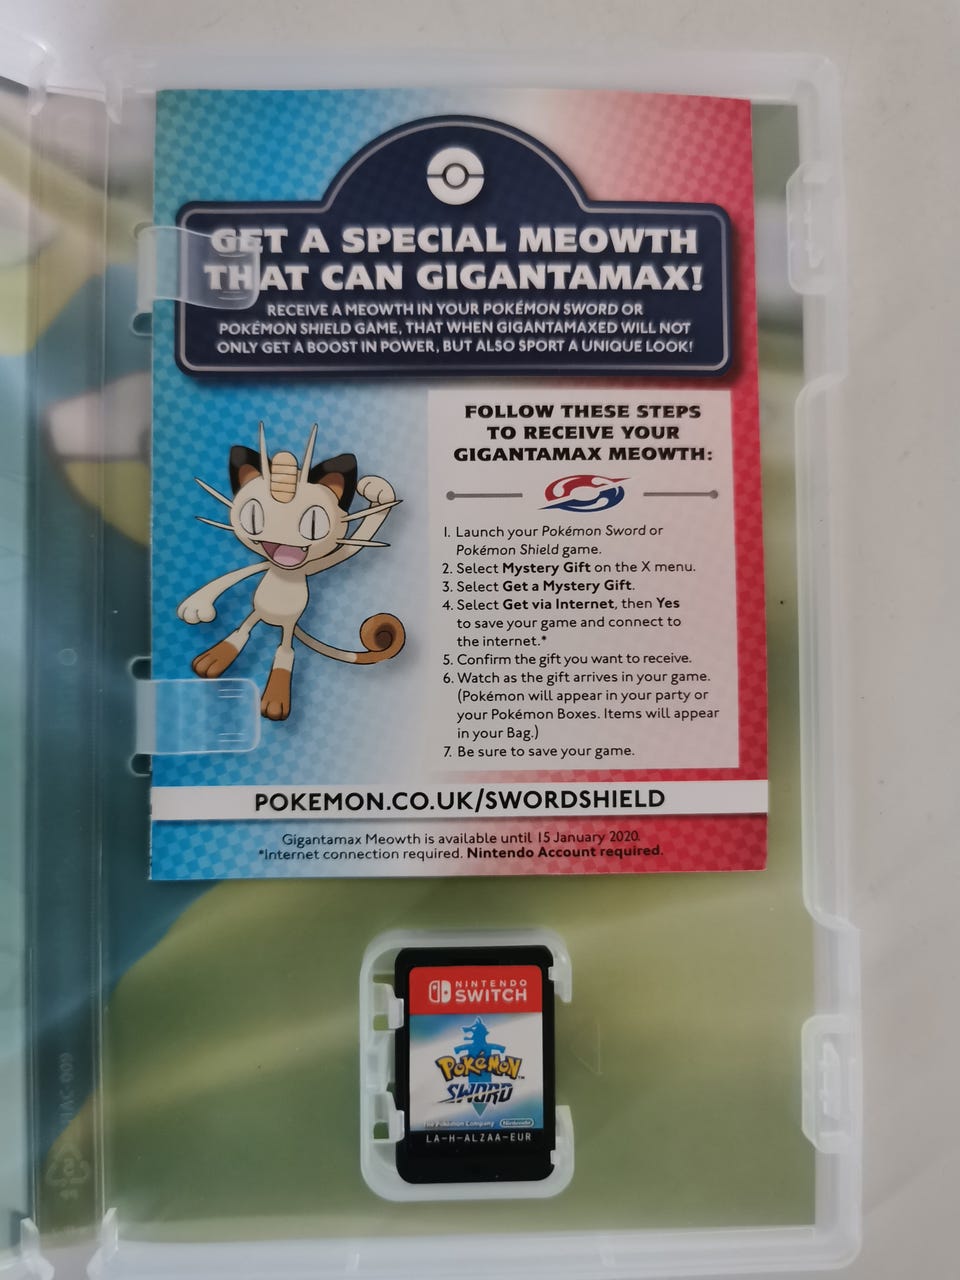 GET A SPECIAL MEOWTH
THAT CAN GIGANTAMAX!
RECEIVE A MEOWTH IN YOUR POKÉMON SWORD OR
POKÉMON SHIELD GAME, THAT WHEN GIGANTAMAXED WILL NOT
ONLY GET A BOOST IN POWER, BUT ALSO SPORT A UNIQUE LOOK!
FOLLOW THESE STEPS
TO RECEIVE YOUR
GIGANTAMAX MEOWTH:
1. Launch your Pokémon Sword or
Pokémon Shield game.
2. Select Mystery Gift on the X menu.
3. Select Get a Mystery Gift.
4. Select Get via Internet, then Yes
to save your game and connect to
the internet.*
5. Confirm the gift you want to receive.
6. Watch as the gift arrives in your game.
(Pokémon will appear in your party or
your Pokémon Boxes. Items will appear
in your Bag.)
7. Be sure to save your game.
POKEMON.CO.UK/SWORDSHIELD
Gigantamax Meowth is available until 15 January 2020.
*Internet connection required. Nintendo Account required.
NINTENDO
SWITCH
POKéMON™
SWORD
The Pokémon Company Nintendo
LA-H-ALZAA-EUR
HAC-009
PP